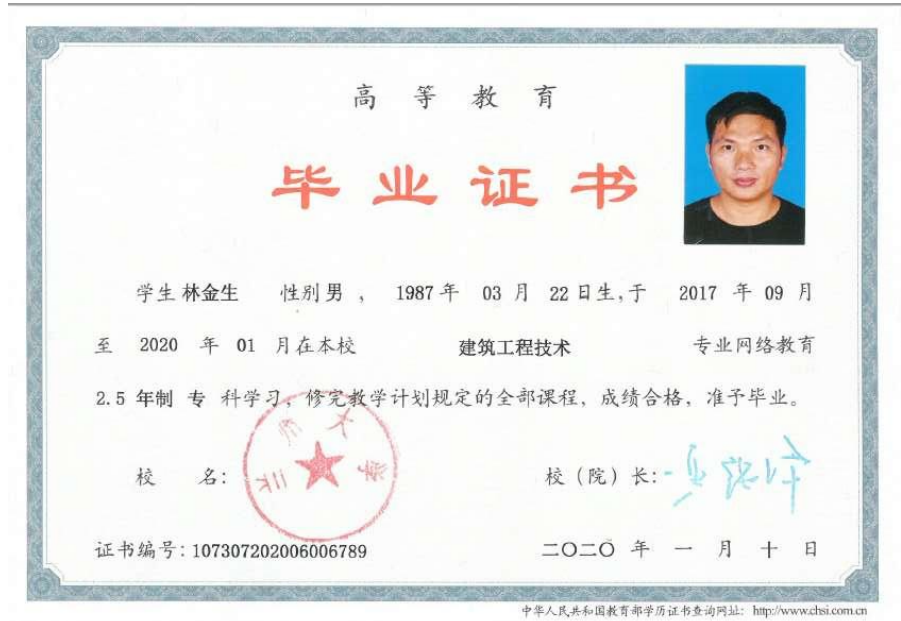 高等教育
毕业证书
学生 林金生 性别 男 ， 1987 年 03 月 22 日生,于 2017 年 09 月
至 2020 年 01 月在本校 建筑工程技术 专业网络教育
2.5 年制 专 科学习，修完教学计划规定的全部课程，成绩合格，准予毕业。
校 名： 校（院）长：
证书编号：107307202006006789 二〇二〇 年 一 月 十 日
中华人民共和国教育部学历证书查询网址：http://www.chsi.com.cn